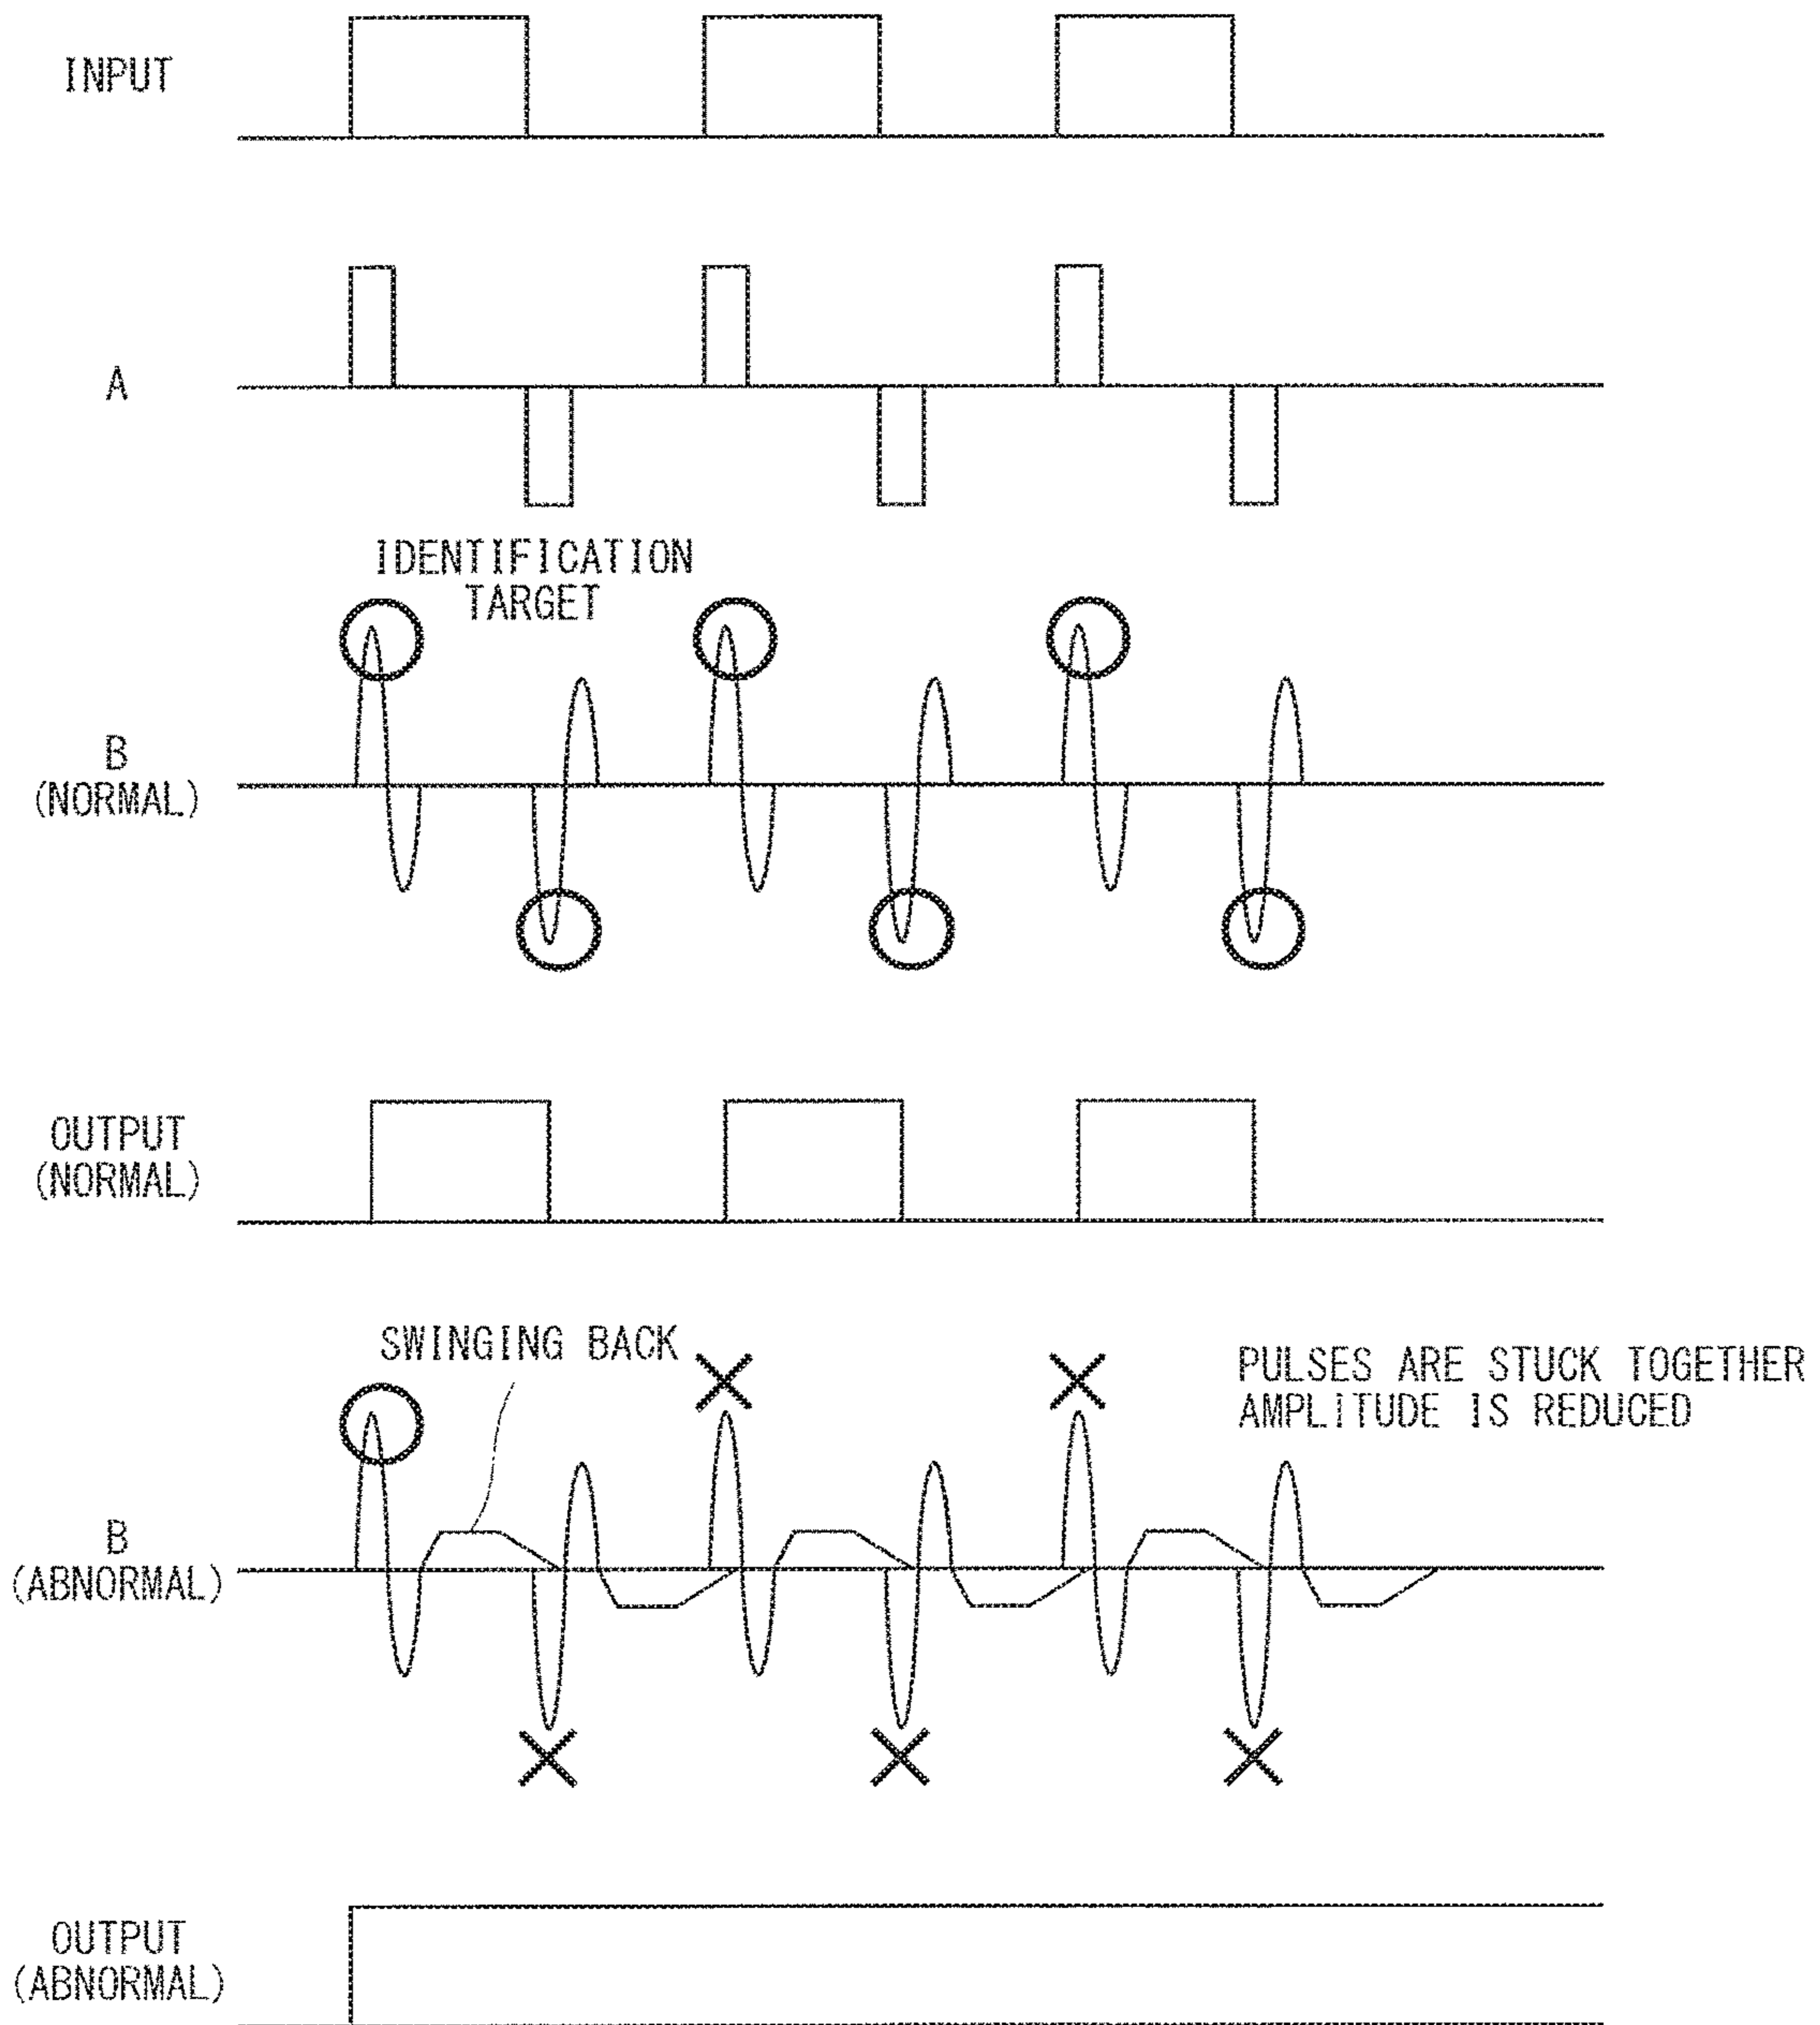 INPUT
A
IDENTIFICATION
TARGET
B
(NORMAL)
OUTPUT
(NORMAL)
SWINGING BACK
PULSES ARE STUCK TOGETHER
AMPLITUDE IS REDUCED
B
(ABNORMAL)
OUTPUT
(ABNORMAL)